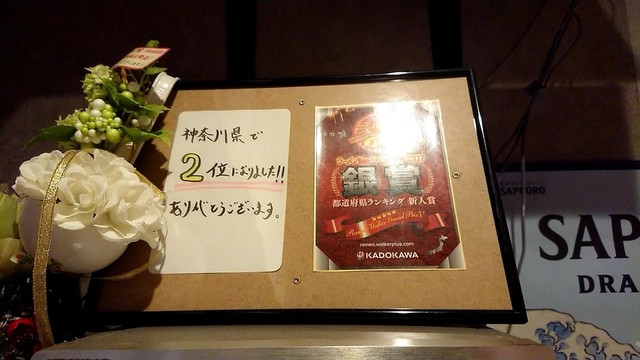 神奈川県で
2位になりました!!
ありがとうございます。
銀賞
都道府県ランキング 新人賞
ramen.walkerplus.com
KADOKAWA
SAPPORO
SAP
DRA